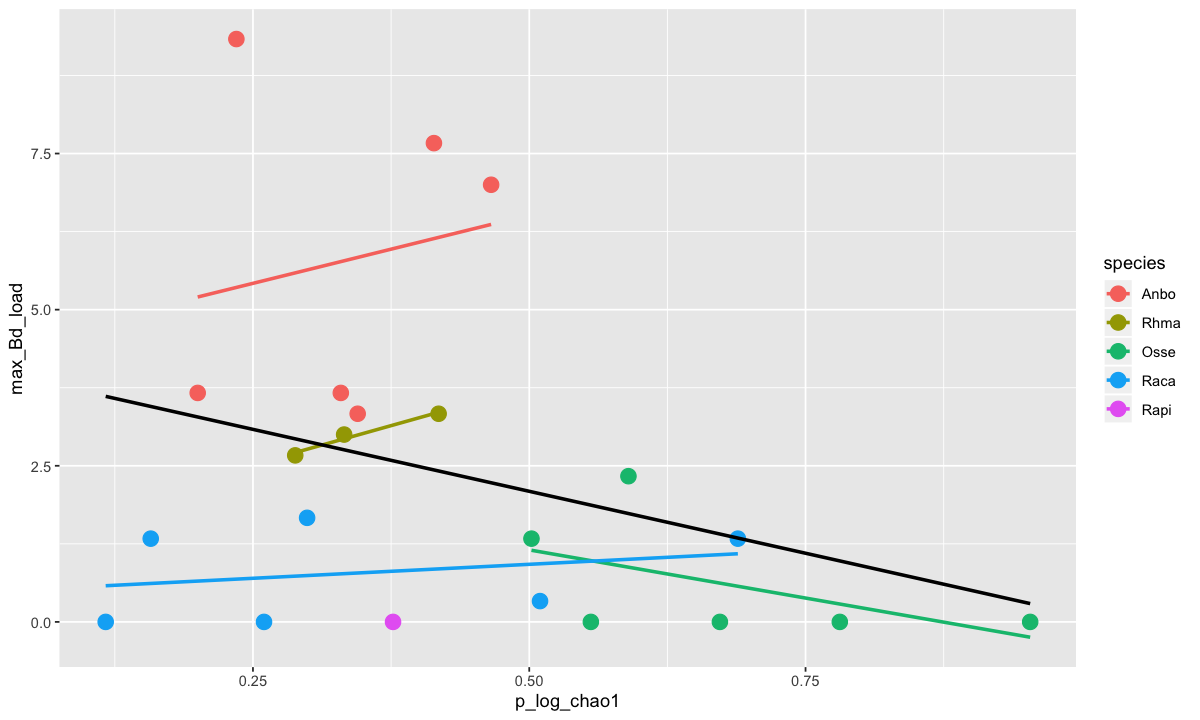 max_Bd_load
7.5
5.0
2.5
0.0
0.25
0.50
0.75
p_log_chao1
species
Anbo
Rhma
Osse
Raca
Rapi